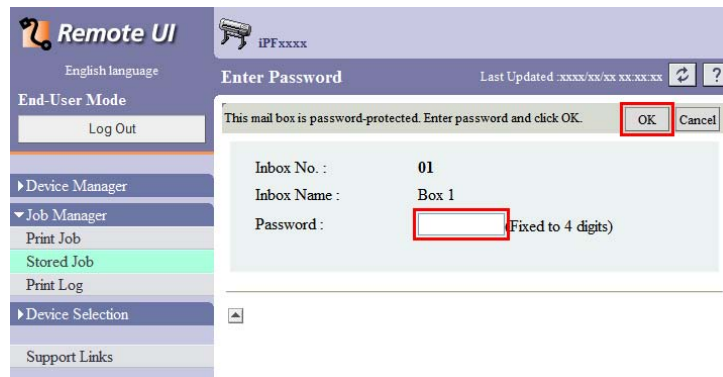 Remote UI
English language
End-User Mode
Log Out
Device Manager
Job Manager
Print Job
Stored Job
Print Log
Device Selection
Support Links
iPFxxxx
Enter Password Last Updated :xxxx/xx/xx xx:xx:xx ?
This mail box is password-protected. Enter password and click OK. OK Cancel
Inbox No. : 01
Inbox Name : Box 1
Password : (Fixed to 4 digits)